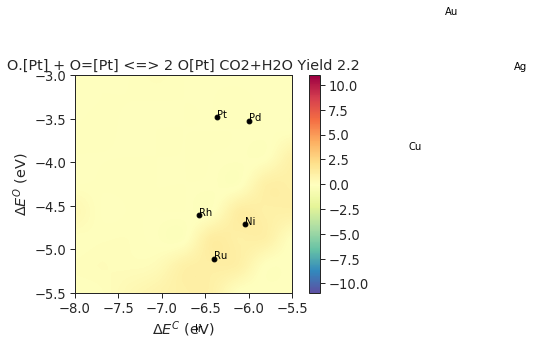 Au
O.[Pt] + O=[Pt] <=> 2 O[Pt] CO2+H2O Yield 2.2
Ag
−3.0
−3.5
−4.0
−4.5
−5.0
−5.5
ΔE^O (eV)
Pt
Pd
Cu
Rh
Ni
Ru
−8.0 −7.5 −7.0 −6.5 −6.0 −5.5
ΔE^C (eV)
Ir
10.0
7.5
5.0
2.5
0.0
−2.5
−5.0
−7.5
−10.0